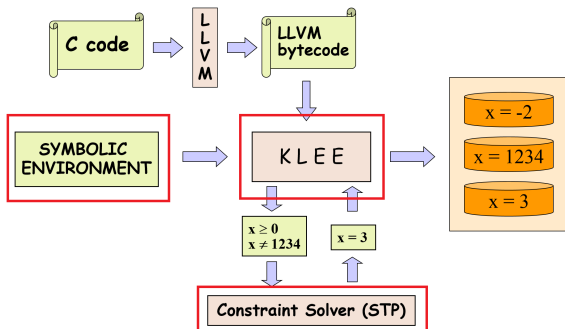 C code
L
L
V
M
LLVM
bytecode
SYMBOLIC
ENVIRONMENT
K L E E
x = -2
x = 1234
x = 3
x ≥ 0
x ≠ 1234
x = 3
Constraint Solver (STP)